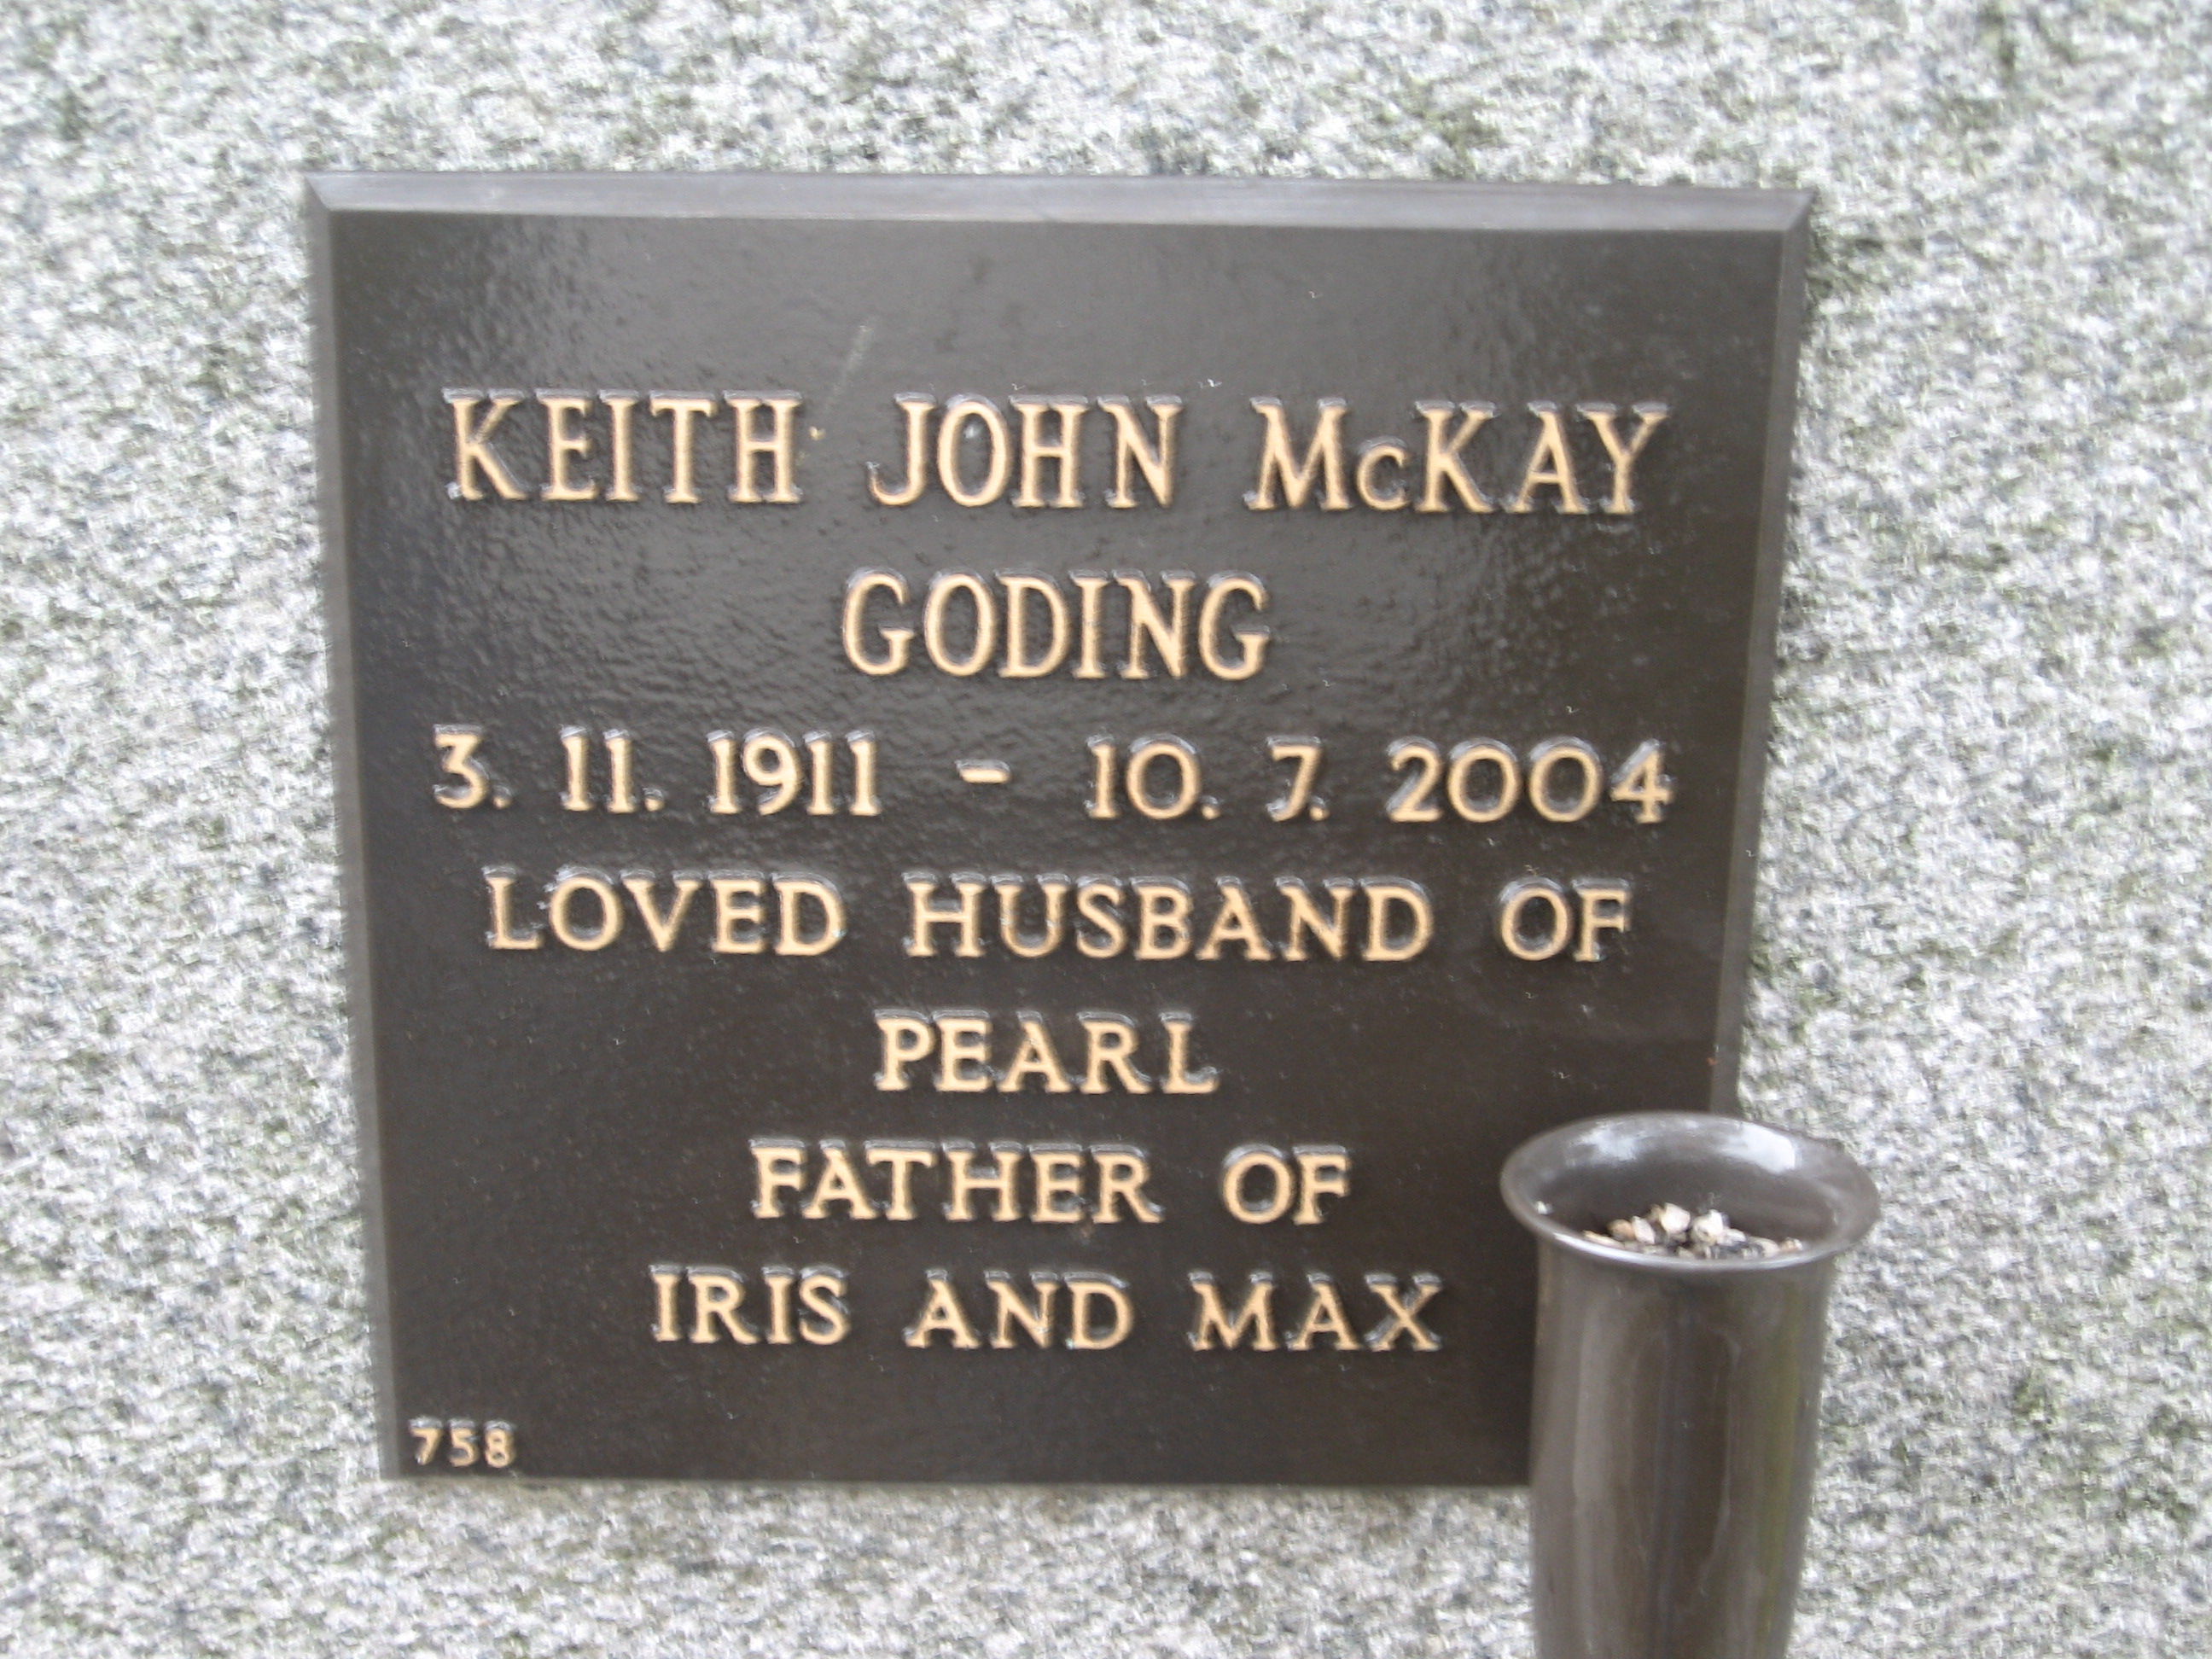 KEITH JOHN McKAY
GODING
3. 11. 1911 - 10. 7. 2004
LOVED HUSBAND OF
PEARL
FATHER OF
IRIS AND MAX
758